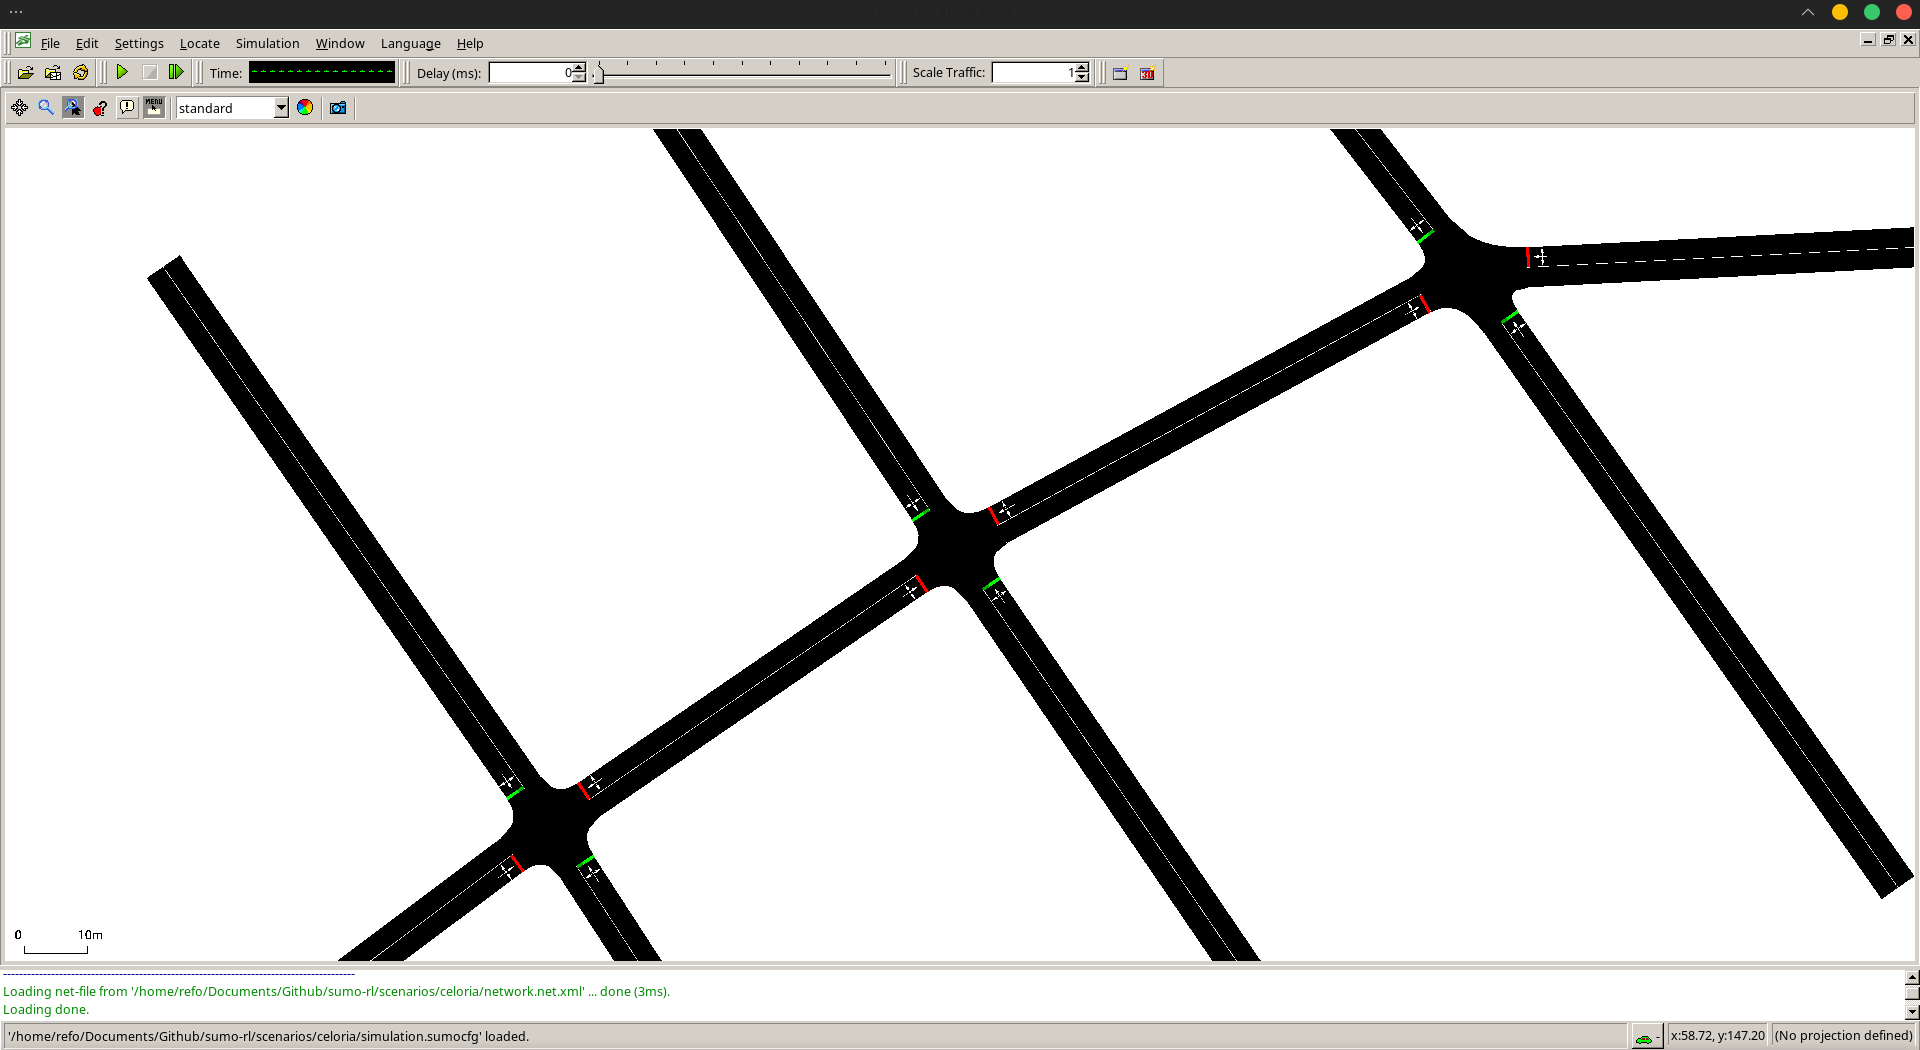 File Edit Settings Locate Simulation Window Language Help
Time: Delay (ms): 0 Scale Traffic: 1
MENU standard
0 10m
Loading net-file from '/home/refo/Documents/Github/sumo-rl/scenarios/celoria/network.net.xml' ... done (3ms).
Loading done.
'/home/refo/Documents/Github/sumo-rl/scenarios/celoria/simulation.sumocfg' loaded. - x:58.72, y:147.20 (No projection defined)